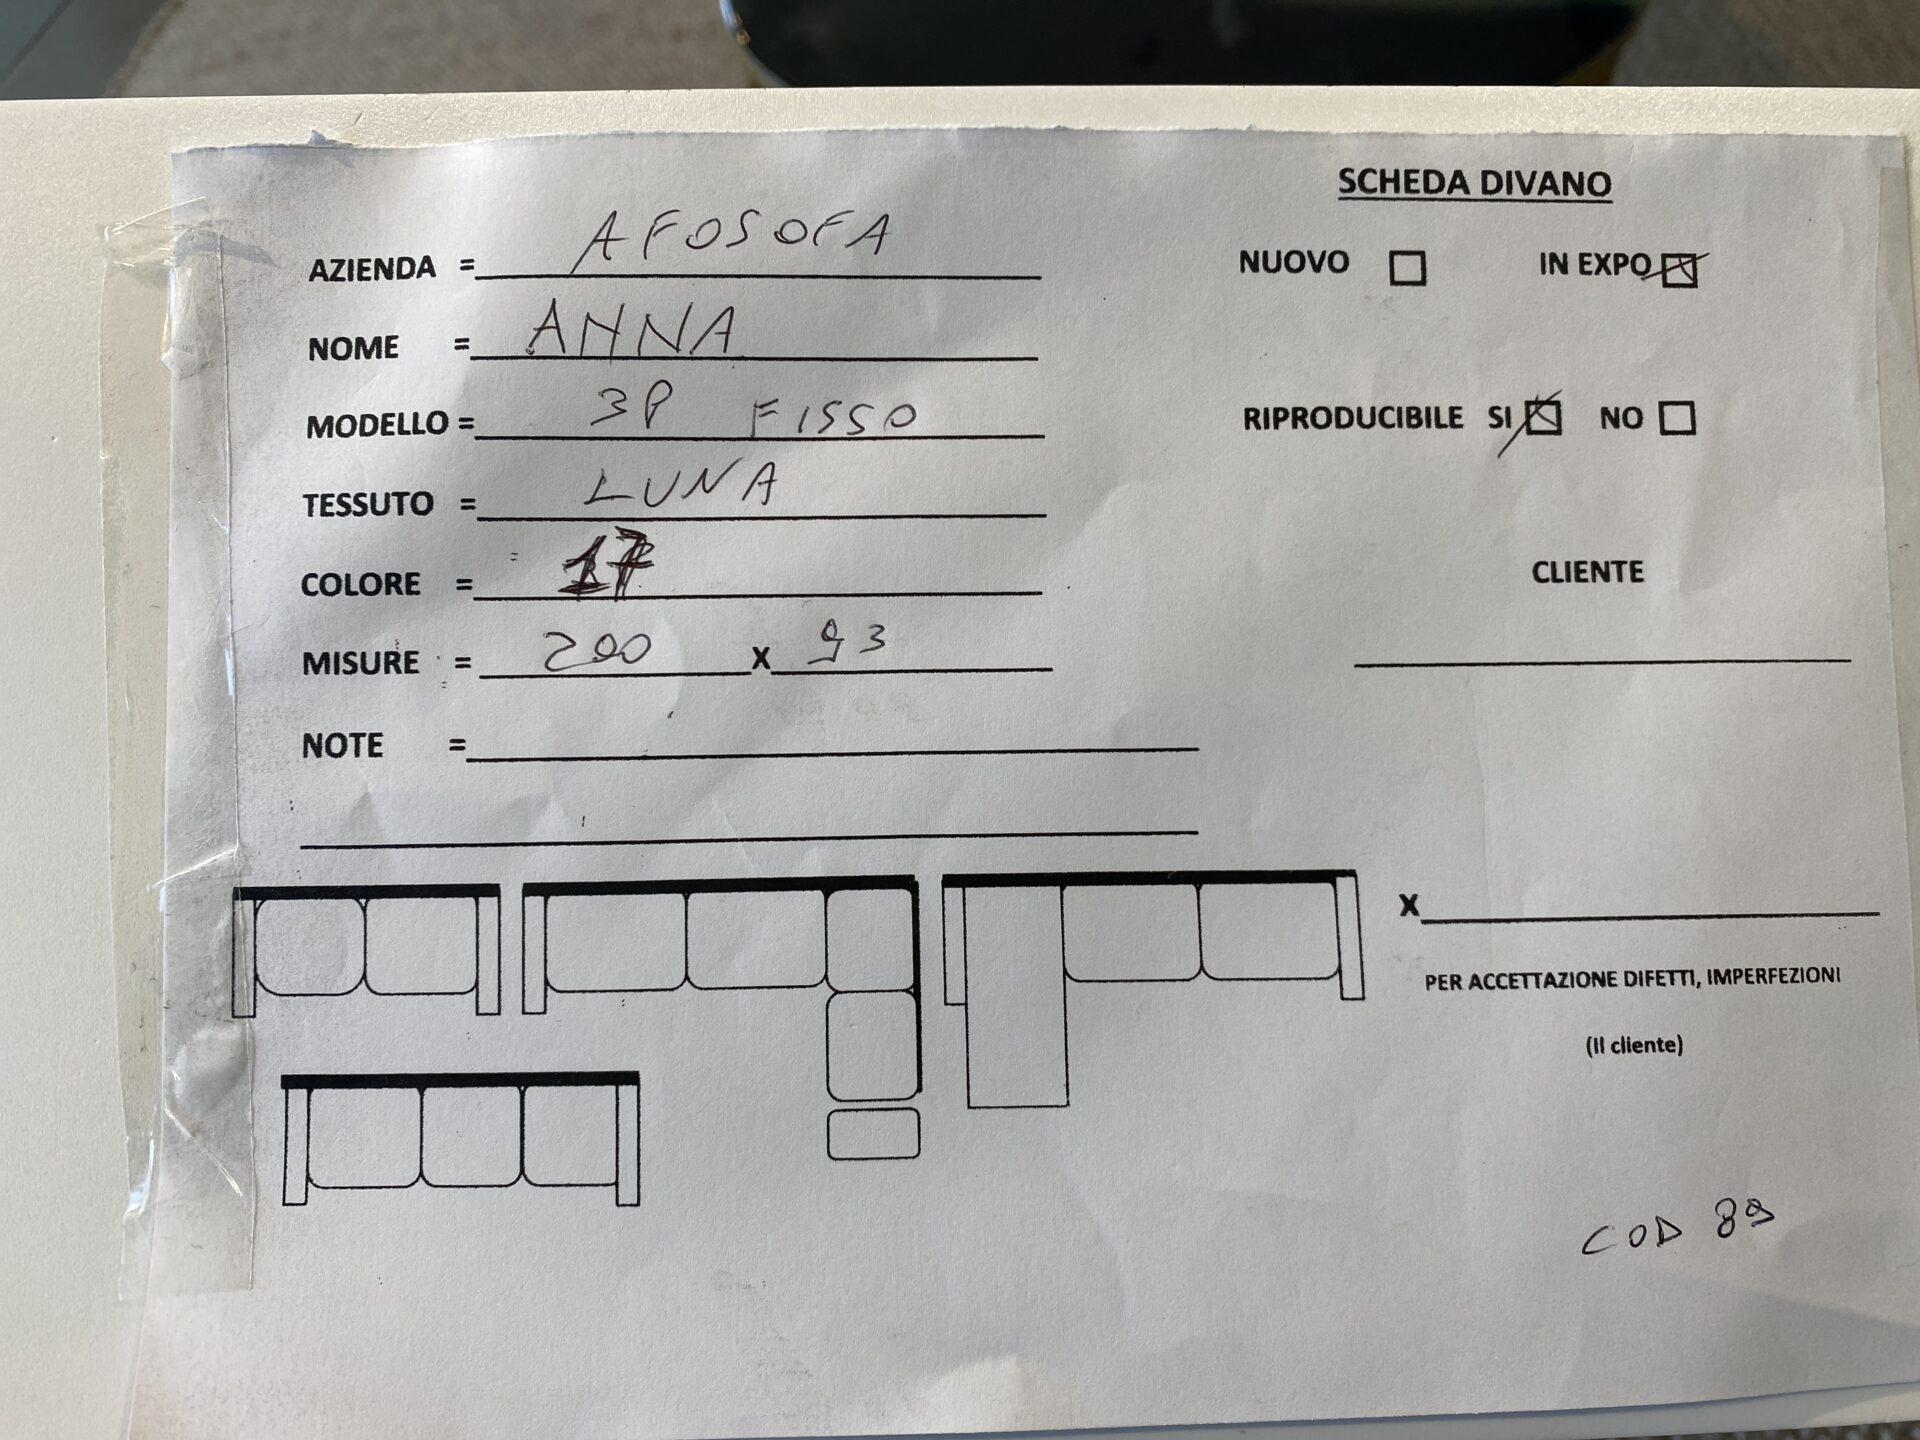 SCHEDA DIVANO
AZIENDA = AFOSOFA
NUOVO IN EXPO
NOME = ANNA
MODELLO = 3P FISSO
RIPRODUCIBILE SI NO
TESSUTO = LUNA
COLORE = 17
CLIENTE
MISURE = 200 X 93
NOTE =
X
PER ACCETTAZIONE DIFETTI, IMPERFEZIONI
(Il cliente)
COD 89